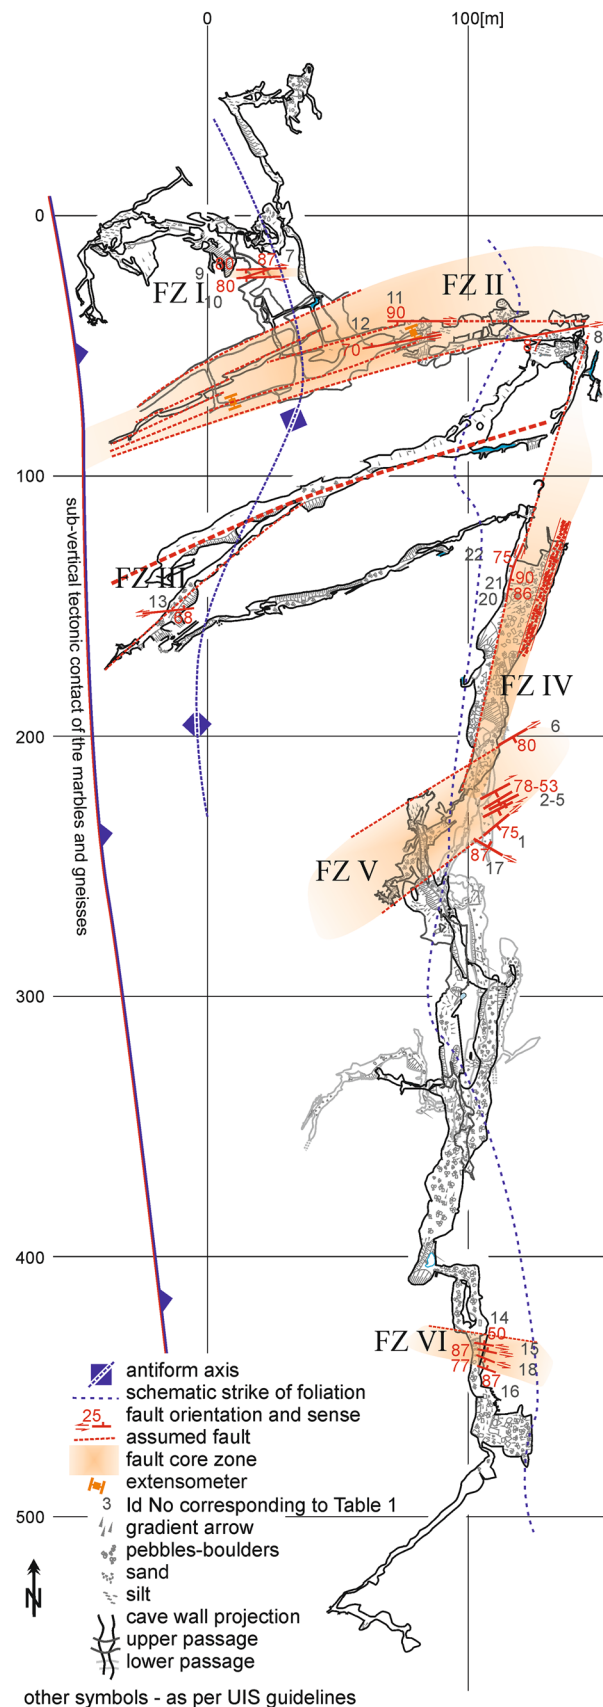 0
100[m]
0
7
87
80
9
FZ I
10
80
FZ II
11
90
12
70
87
8
100
?
sub-vertical tectonic contact of the marbles and gneisses
22
75
FZ III
21
90
20
86
13
68
FZ IV
200
6
80
78-53
2-5
75
1
87
17
FZ V
300
400
14
50
FZ VI
87
15
77
18
87
16
antiform axis
schematic strike of foliation
25
fault orientation and sense
assumed fault
fault core zone
extensometer
3
Id No corresponding to Table 1
gradient arrow
500
pebbles-boulders
sand
silt
N
cave wall projection
upper passage
lower passage
other symbols - as per UIS guidelines